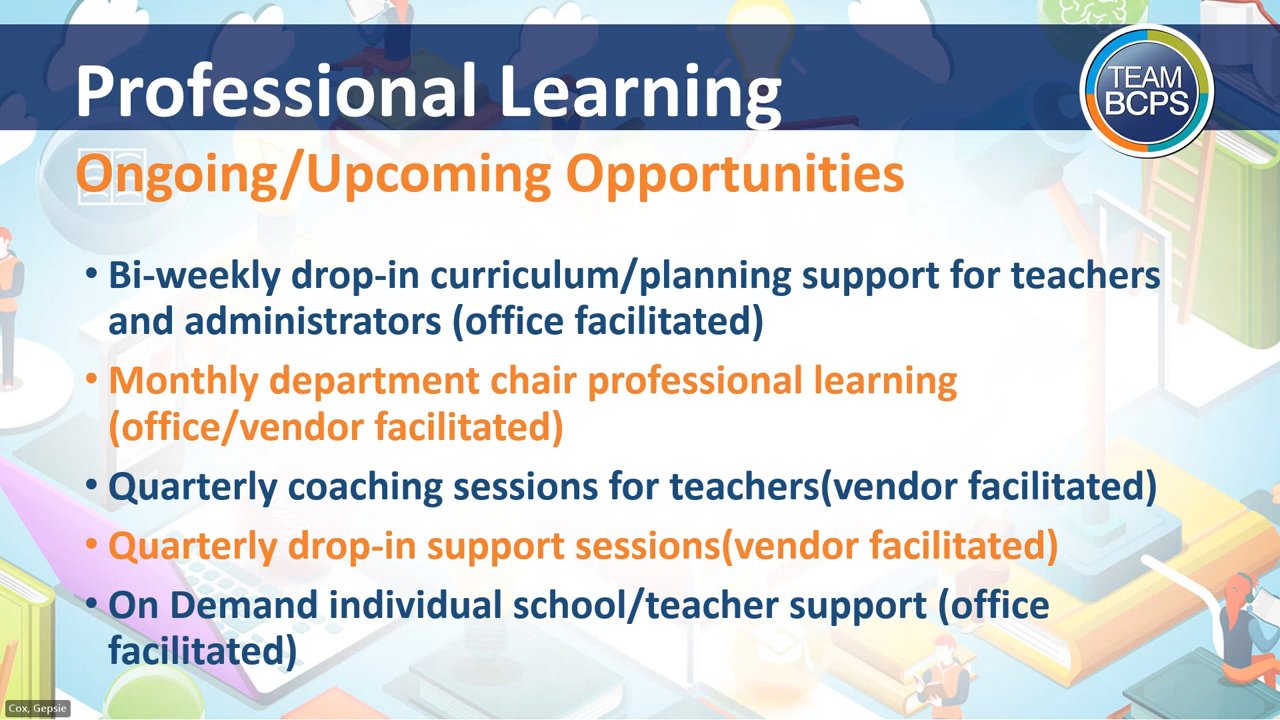 Professional Learning
TEAM
BCPS
Ongoing/Upcoming Opportunities
• Bi-weekly drop-in curriculum/planning support for teachers
and administrators (office facilitated)
• Monthly department chair professional learning
(office/vendor facilitated)
• Quarterly coaching sessions for teachers(vendor facilitated)
• Quarterly drop-in support sessions(vendor facilitated)
• On Demand individual school/teacher support (office
facilitated)
Cox, Gepsie